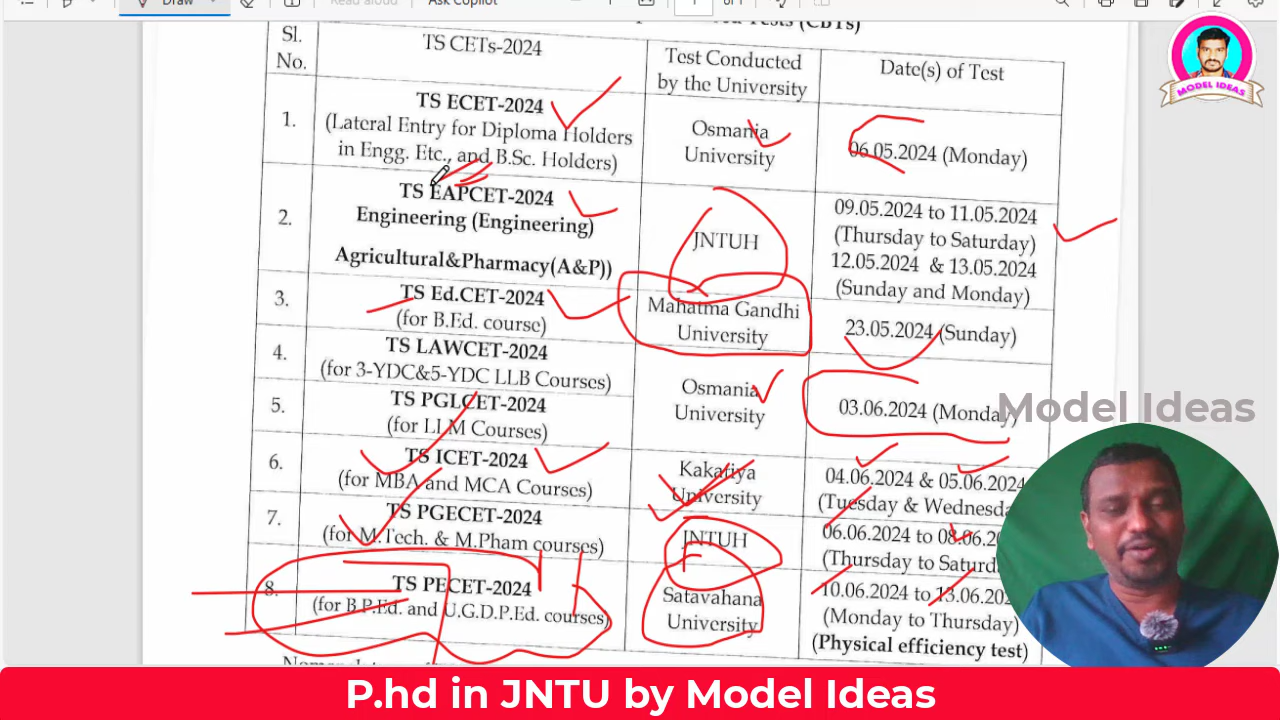 Draw
Read aloud
Ask Copilot
1
of 1
Tests (CBTs)
Sl.
No.
TS CETs-2024
Test Conducted
by the University
Date(s) of Test
1.
TS ECET-2024
(Lateral Entry for Diploma Holders
in Engg. Etc., and B.Sc. Holders)
Osmania
University
06.05.2024 (Monday)
2.
TS EAPCET-2024
Engineering (Engineering)
Agricultural&Pharmacy(A&P))
JNTUH
09.05.2024 to 11.05.2024
(Thursday to Saturday)
12.05.2024 & 13.05.2024
(Sunday and Monday)
3.
TS Ed.CET-2024
(for B.Ed. course)
Mahatma Gandhi
University
23.05.2024 (Sunday)
4.
TS LAWCET-2024
(for 3-YDC&5-YDC LLB Courses)
5.
TS PGLCET-2024
(for LLM Courses)
Osmania
University
03.06.2024 (Monday)
6.
TS ICET-2024
(for MBA and MCA Courses)
Kakatiya
University
04.06.2024 & 05.06.2024
(Tuesday & Wednesda
7.
TS PGECET-2024
(for M.Tech. & M.Pham courses)
JNTUH
06.06.2024 to 08.06.20
(Thursday to Saturd
8.
TS PECET-2024
(for B.P.Ed. and U.G.D.P.Ed. courses)
Satavahana
University
10.06.2024 to 13.06.202
(Monday to Thursday)
(Physical efficiency test)
MODEL IDEAS
Model Ideas
P.hd in JNTU by Model Ideas